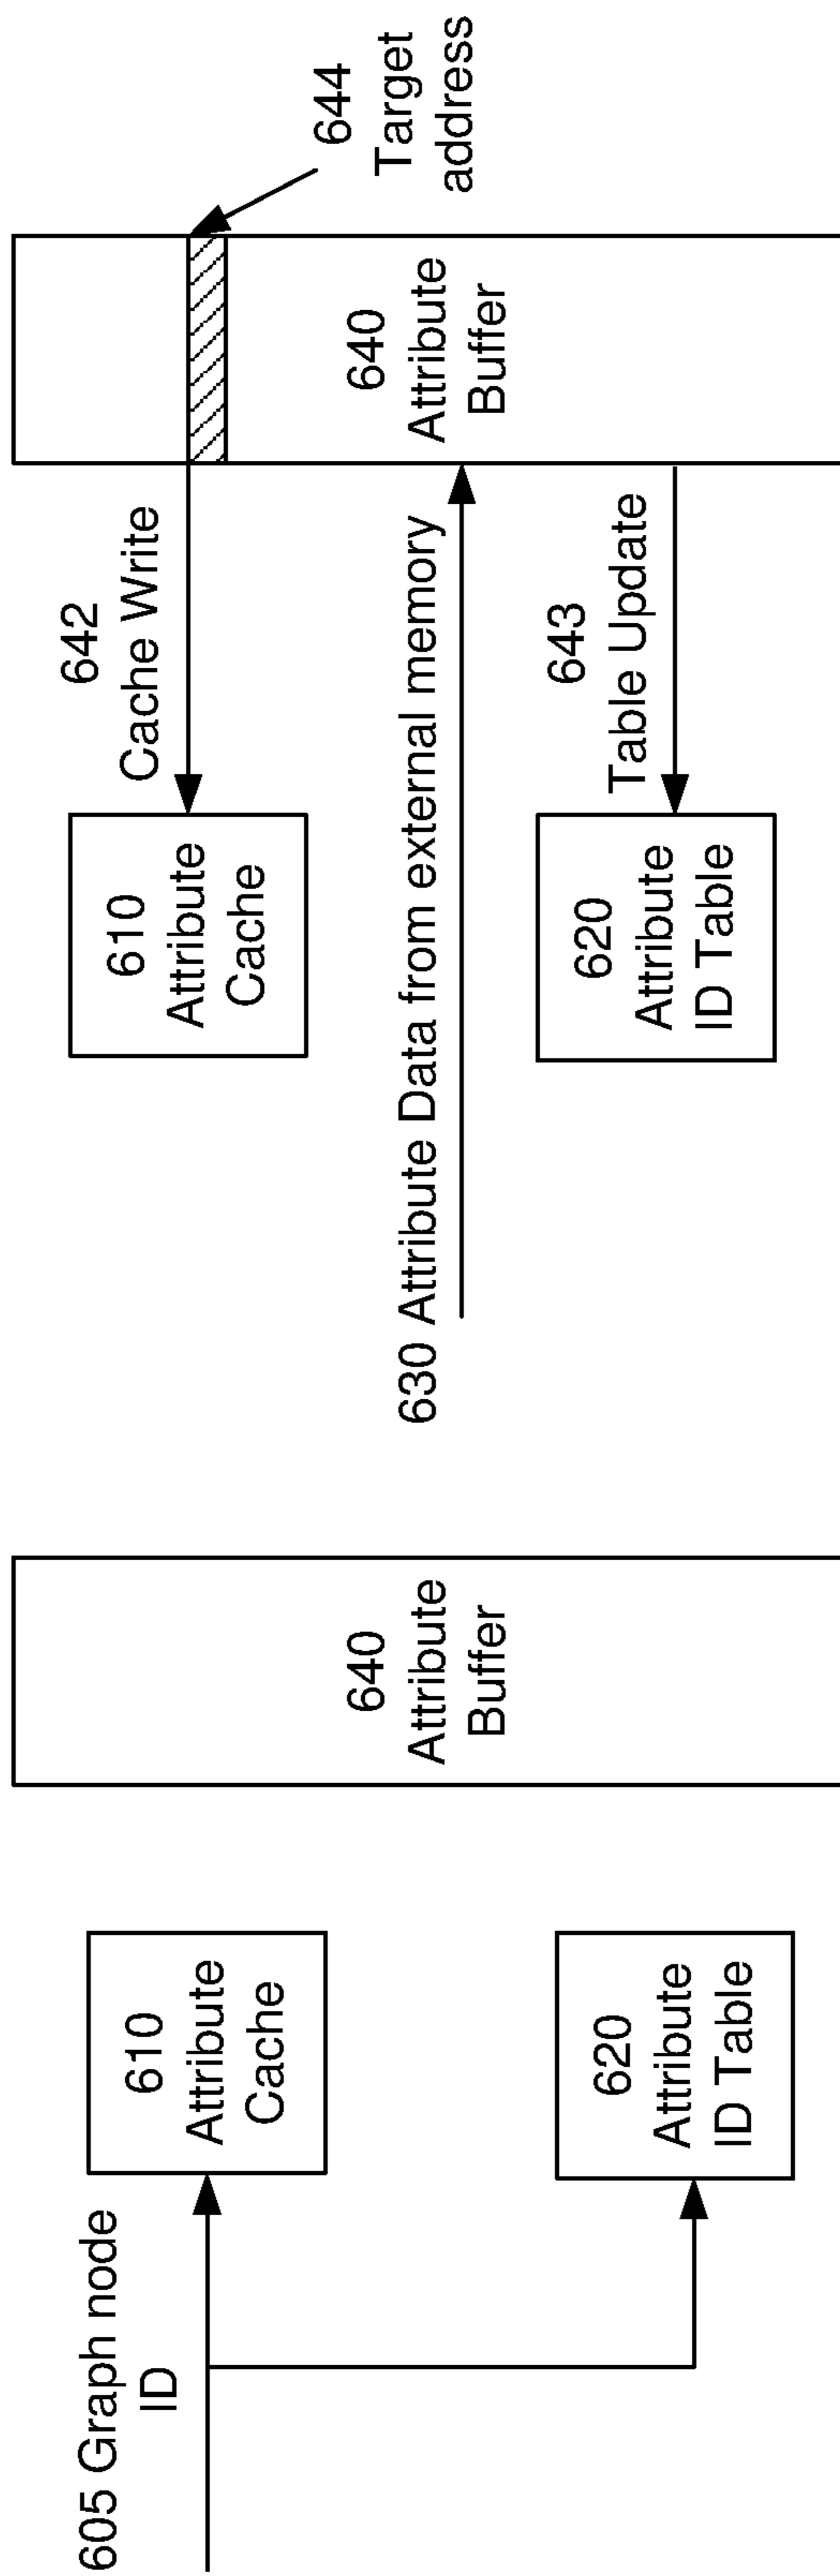 605 Graph node
ID
610
Attribute
Cache
620
Attribute
ID Table
640
Attribute
Buffer
630 Attribute Data from external memory
610
Attribute
Cache
620
Attribute
ID Table
642
Cache Write
643
Table Update
640
Attribute
Buffer
644
Target
address